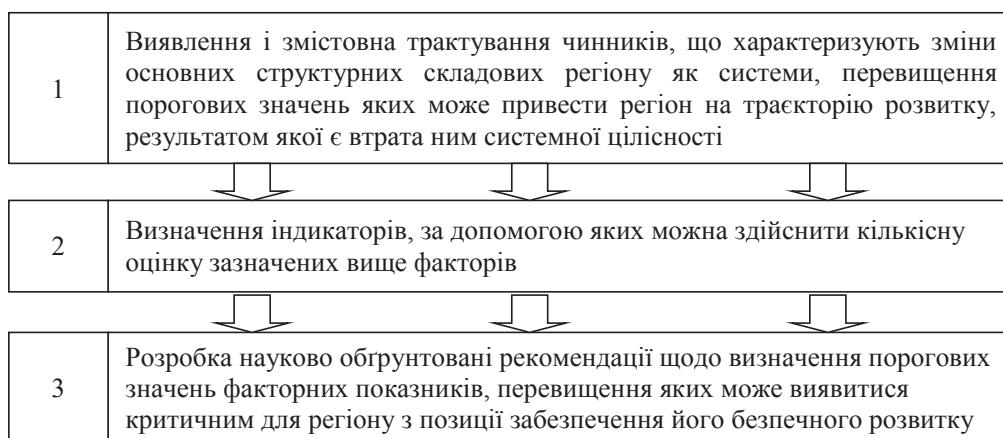 1
Виявлення і змістовна трактування чинників, що характеризують зміни
основних структурних складових регіону як системи, перевищення
порогових значень яких може привести регіон на траєкторію розвитку,
результатом якої є втрата ним системної цілісності
2
Визначення індикаторів, за допомогою яких можна здійснити кількісну
оцінку зазначених вище факторів
3
Розробка науково обґрунтовані рекомендації щодо визначення порогових
значень факторних показників, перевищення яких може виявитися
критичним для регіону з позиції забезпечення його безпечного розвитку